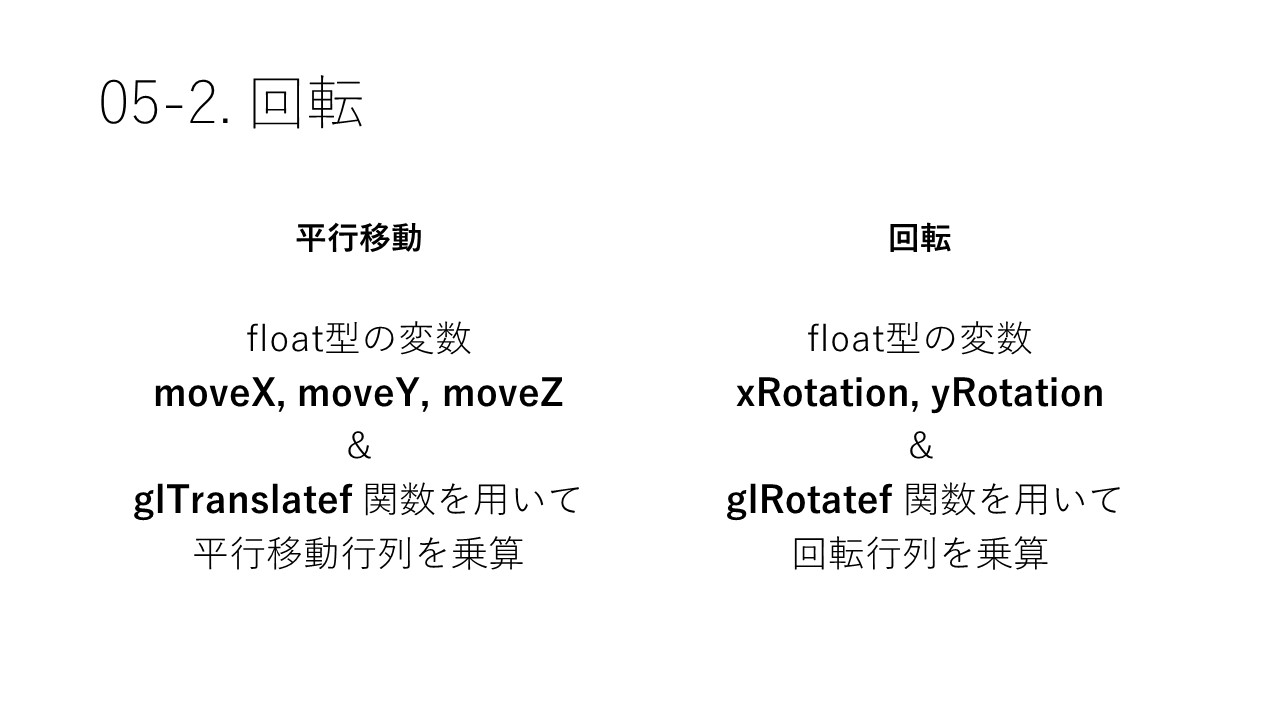 05-2. 回転
平行移動
float型の変数
moveX, moveY, moveZ
&
glTranslatef 関数を用いて
平行移動行列を乗算
回転
float型の変数
xRotation, yRotation
&
glRotatef 関数を用いて
回転行列を乗算